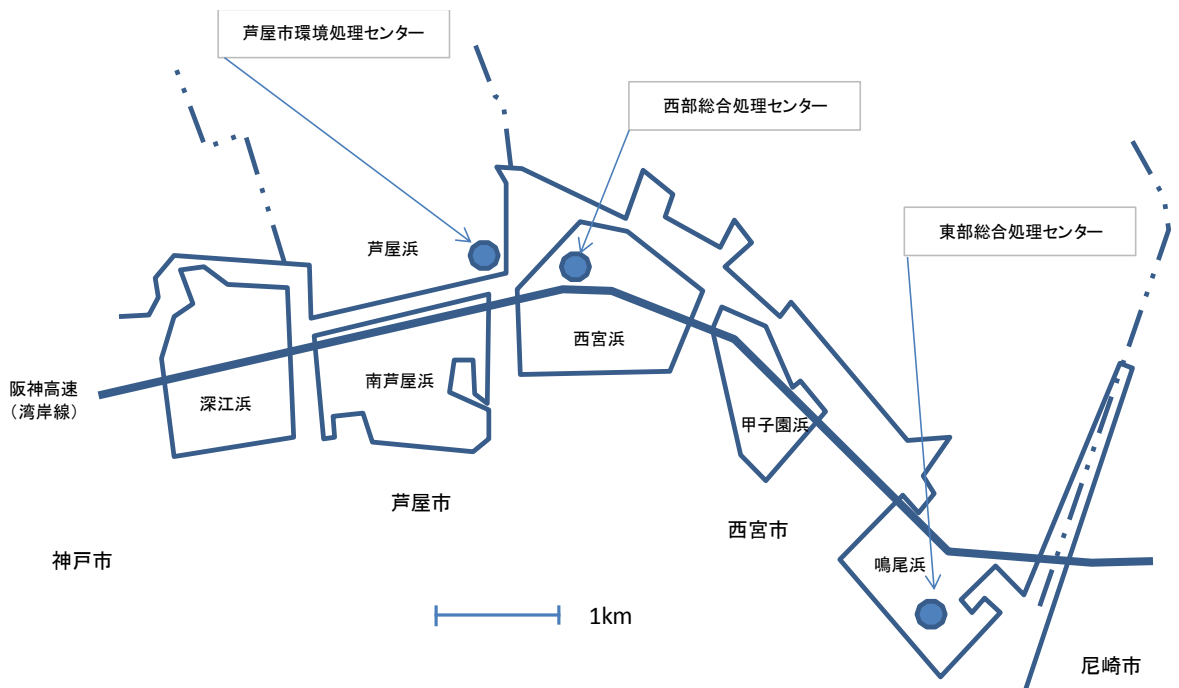 芦屋市環境処理センター
西部総合処理センター
東部総合処理センター
芦屋浜
西宮浜
阪神高速
（湾岸線）
南芦屋浜
深江浜
甲子園浜
芦屋市
西宮市
神戸市
鳴尾浜
1km
尼崎市